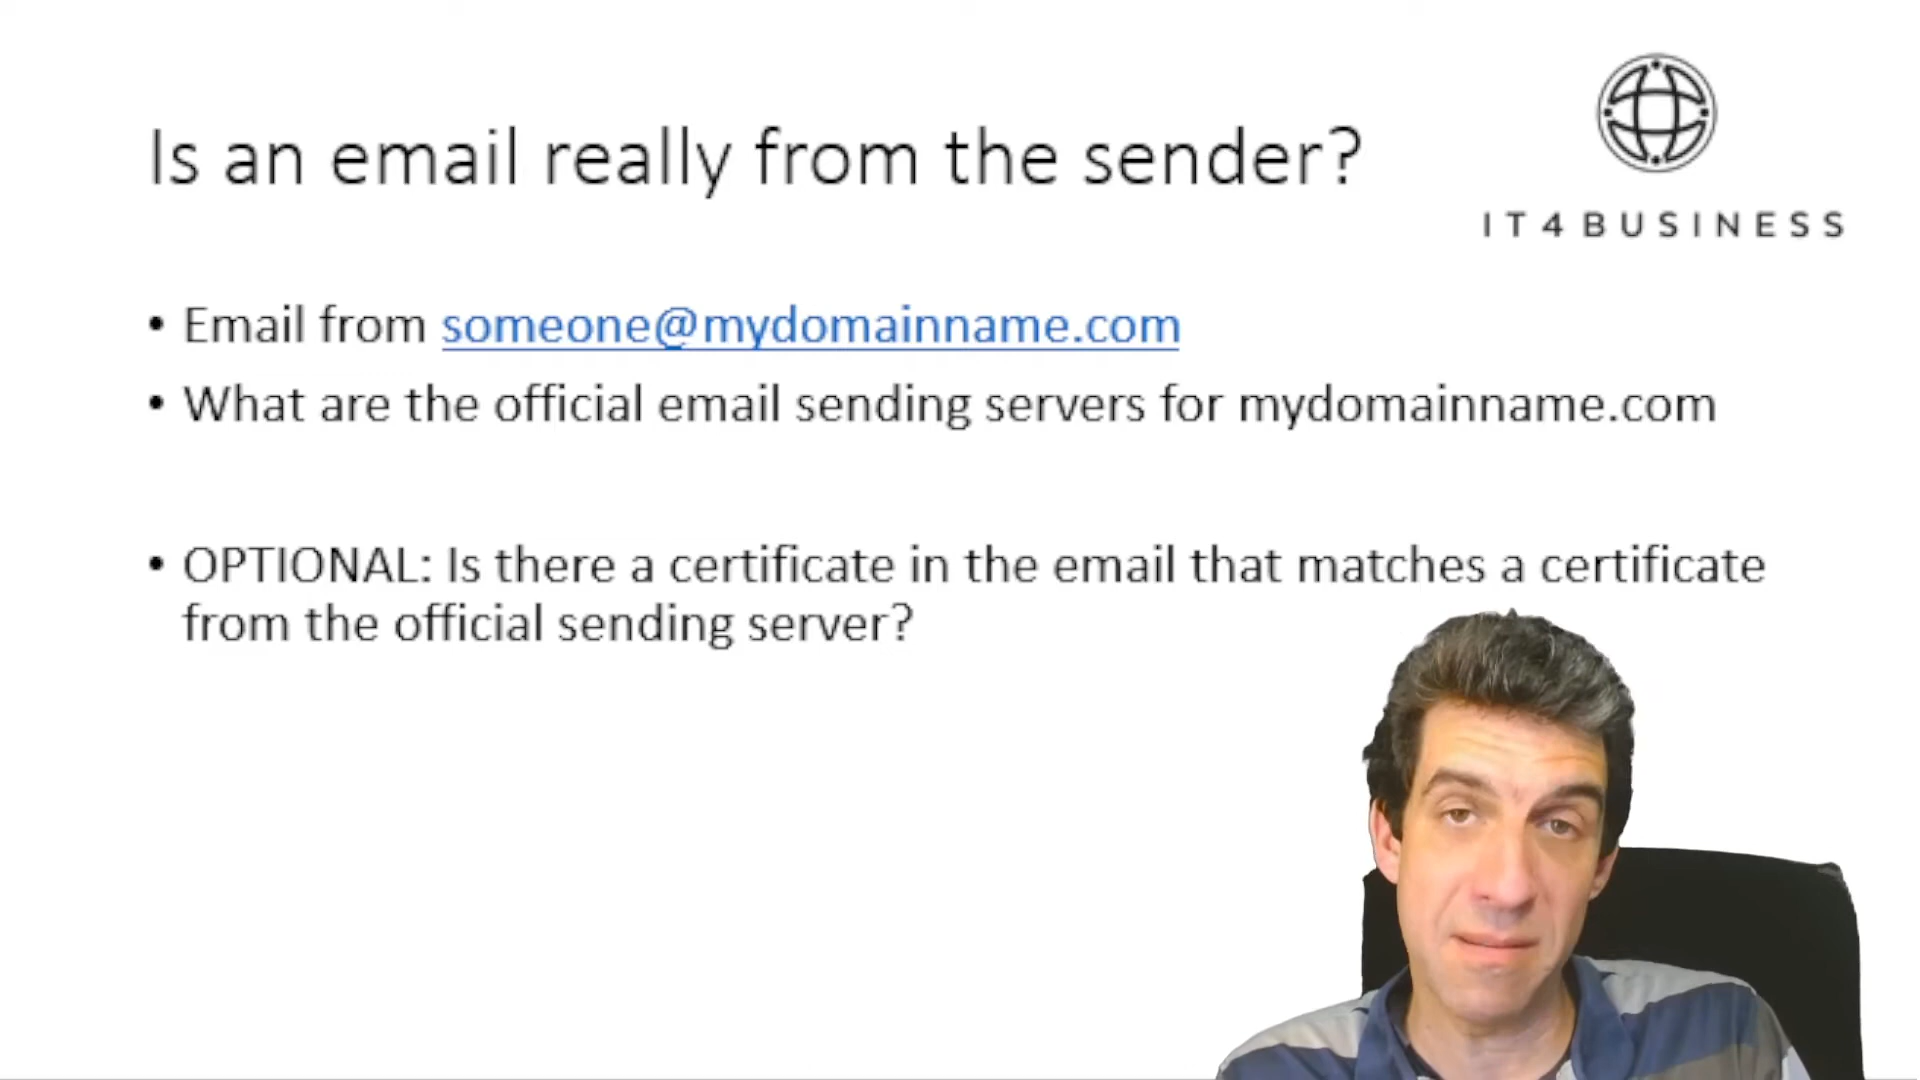 Is an email really from the sender?
IT4BUSINESS
• Email from someone@mydomainname.com
• What are the official email sending servers for mydomainname.com
• OPTIONAL: Is there a certificate in the email that matches a certificate
from the official sending server?